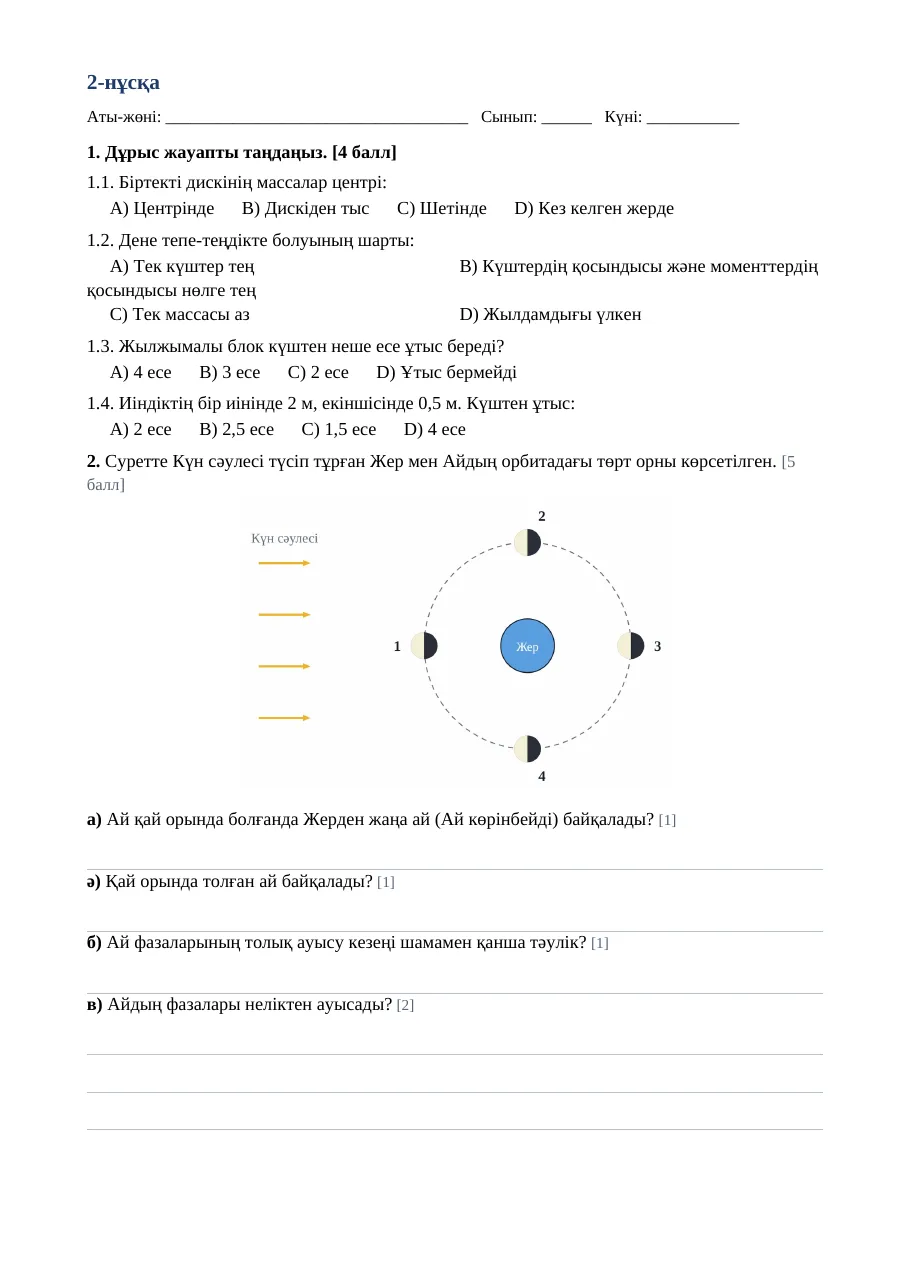 2-нұсқа
Аты-жөні: ____________________________________ Сынып: ______ Күні: ___________
1. Дұрыс жауапты таңдаңыз. [4 балл]
1.1. Біртекті дискінің массалар центрі:
A) Центрінде B) Дискіден тыс C) Шетінде D) Кез келген жерде
1.2. Дене тепе-теңдікте болуының шарты:
A) Тек күштер тең B) Күштердің қосындысы және моменттердің
қосындысы нөлге тең
C) Тек массасы аз D) Жылдамдығы үлкен
1.3. Жылжымалы блок күштен неше есе ұтыс береді?
A) 4 есе B) 3 есе C) 2 есе D) Ұтыс бермейді
1.4. Иіндіктің бір иінінде 2 м, екіншісінде 0,5 м. Күштен ұтыс:
A) 2 есе B) 2,5 есе C) 1,5 есе D) 4 есе
2. Суретте Күн сәулесі түсіп тұрған Жер мен Айдың орбитадағы төрт орны көрсетілген. [5
балл]
2
Күн сәулесі
1
Жер
3
4
а) Ай қай орында болғанда Жерден жаңа ай (Ай көрінбейді) байқалады? [1]
ә) Қай орында толған ай байқалады? [1]
б) Ай фазаларының толық ауысу кезеңі шамамен қанша тәулік? [1]
в) Айдың фазалары неліктен ауысады? [2]